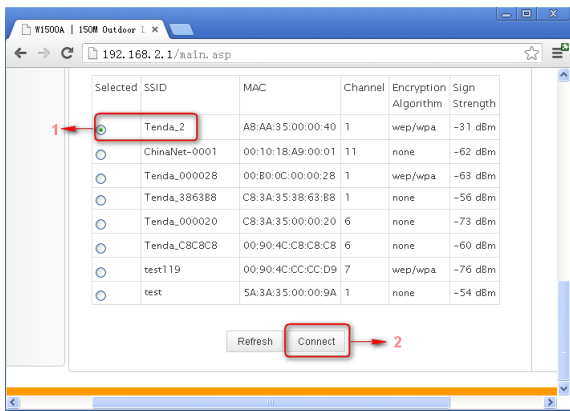 W1500A | 150M Outdoor L
192.168.2.1/main.asp
Selected SSID MAC Channel Encryption Algorithm Sign Strength
1
Tenda_2 A8:AA:35:00:00:40 1 wep/wpa -31 dBm
ChinaNet-0001 00:10:18:A9:00:01 11 none -62 dBm
Tenda_000028 00:B0:0C:00:00:28 1 wep/wpa -63 dBm
Tenda_3863B8 C8:3A:35:38:63:B8 1 none -56 dBm
Tenda_000020 C8:3A:35:00:00:20 6 none -73 dBm
Tenda_C8C8C8 00:90:4C:C8:C8:C8 6 none -60 dBm
test119 00:90:4C:CC:CC:D9 7 wep/wpa -76 dBm
test 5A:3A:35:00:00:9A 1 none -54 dBm
Refresh Connect 2